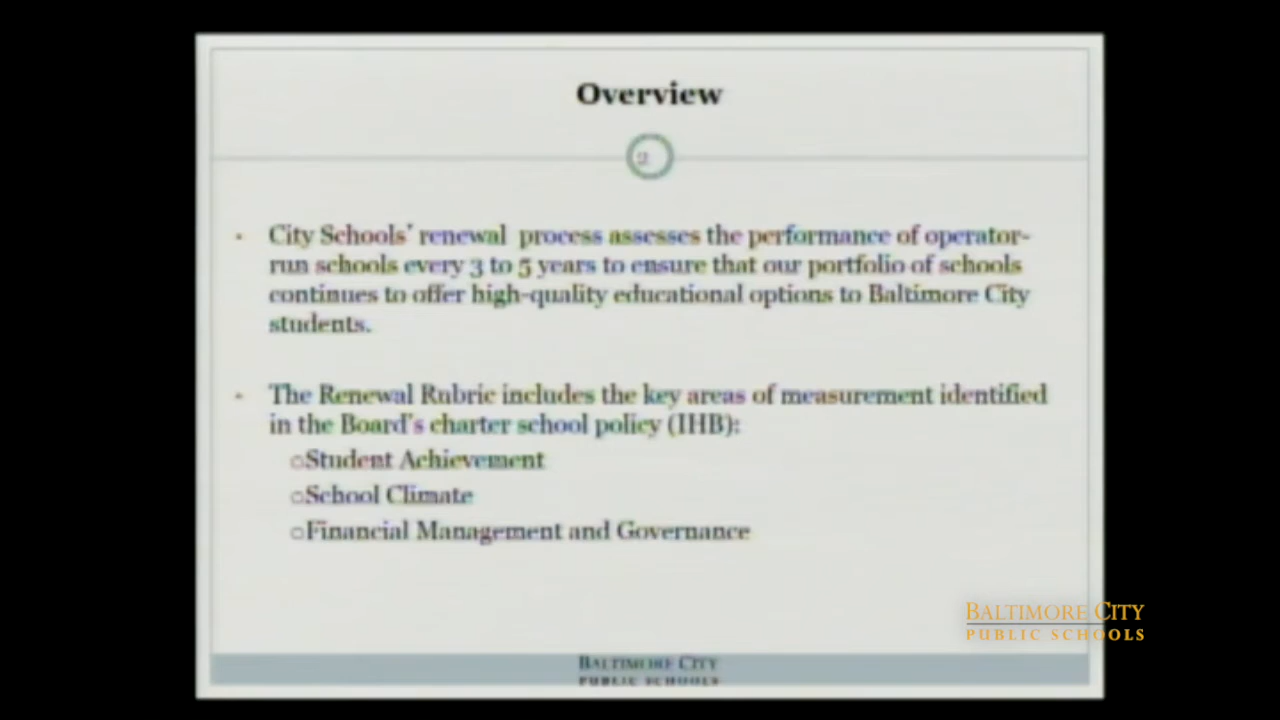 Overview
2
• City Schools' renewal process assesses the performance of operator-
run schools every 3 to 5 years to ensure that our portfolio of schools
continues to offer high-quality educational options to Baltimore City
students.
• The Renewal Rubric includes the key areas of measurement identified
in the Board's charter school policy (IHB):
○Student Achievement
○School Climate
○Financial Management and Governance
BALTIMORE CITY
PUBLIC SCHOOLS
BALTIMORE CITY
PUBLIC SCHOOLS